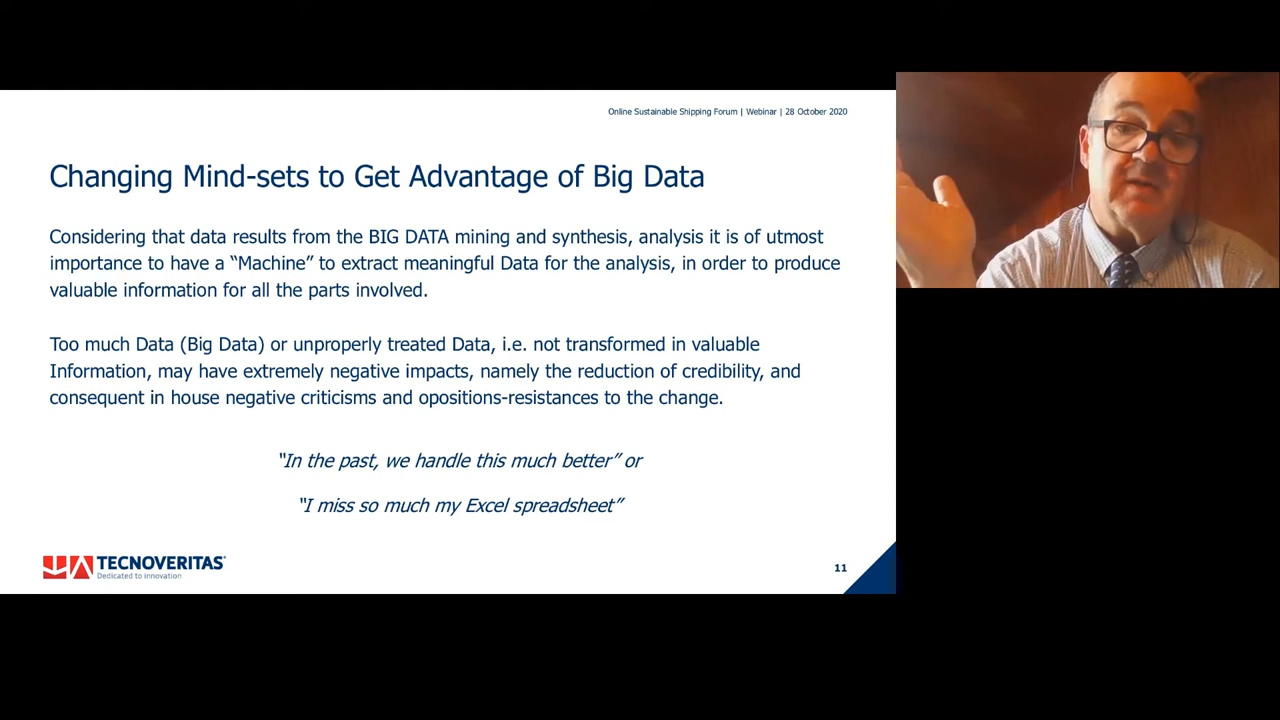 Online Sustainable Shipping Forum | Webinar | 28 October 2020
Changing Mind-sets to Get Advantage of Big Data
Considering that data results from the BIG DATA mining and synthesis, analysis it is of utmost
importance to have a “Machine” to extract meaningful Data for the analysis, in order to produce
valuable information for all the parts involved.
Too much Data (Big Data) or unproperly treated Data, i.e. not transformed in valuable
Information, may have extremely negative impacts, namely the reduction of credibility, and
consequent in house negative criticisms and opositions-resistances to the change.
“In the past, we handle this much better” or
“I miss so much my Excel spreadsheet”
TECNOVERITAS®
Dedicated to innovation
11